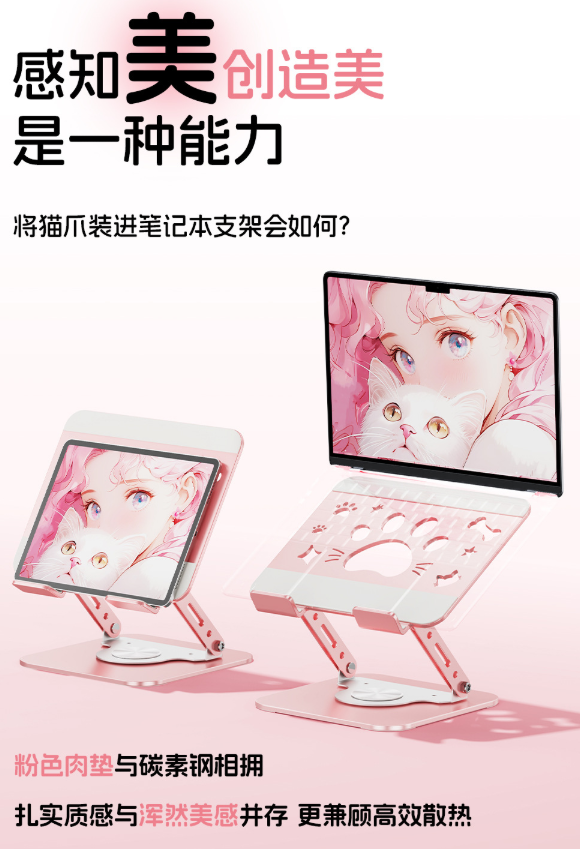 感知美创造美
是一种能力
将猫爪装进笔记本支架会如何?
粉色肉垫与碳素钢相拥
扎实质感与浑然美感并存 更兼顾高效散热